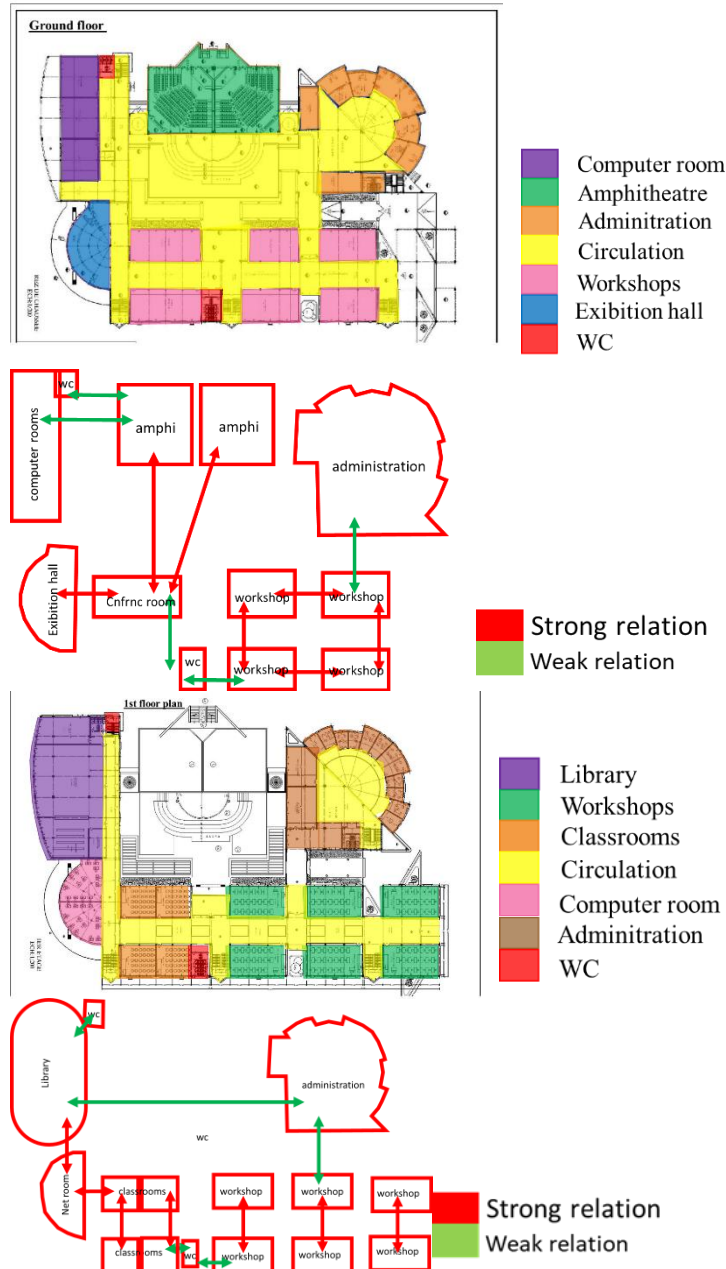 Ground floor
Computer room
Amphitheatre
Adminitration
Circulation
Workshops
Exibition hall
WC
wc
computer rooms
amphi
amphi
administration
Exibition hall
Cnfrnc room
workshop
workshop
wc
workshop
workshop
Strong relation
Weak relation
1st floor plan
Library
Workshops
Classrooms
Circulation
Computer room
Adminitration
WC
wc
Library
administration
wc
Net room
classrooms
workshop
workshop
workshop
classrooms
wc
workshop
workshop
workshop
Strong relation
Weak relation